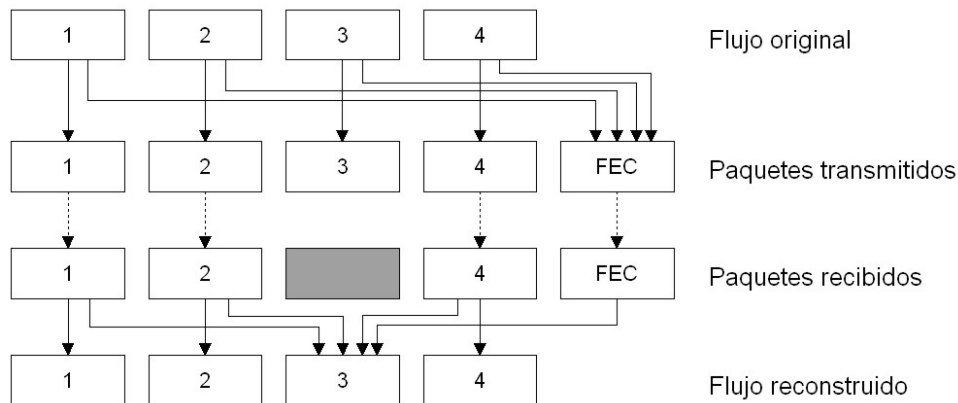 1 2 3 4 Flujo original
1 2 3 4 FEC Paquetes transmitidos
1 2 4 FEC Paquetes recibidos
1 2 3 4 Flujo reconstruido